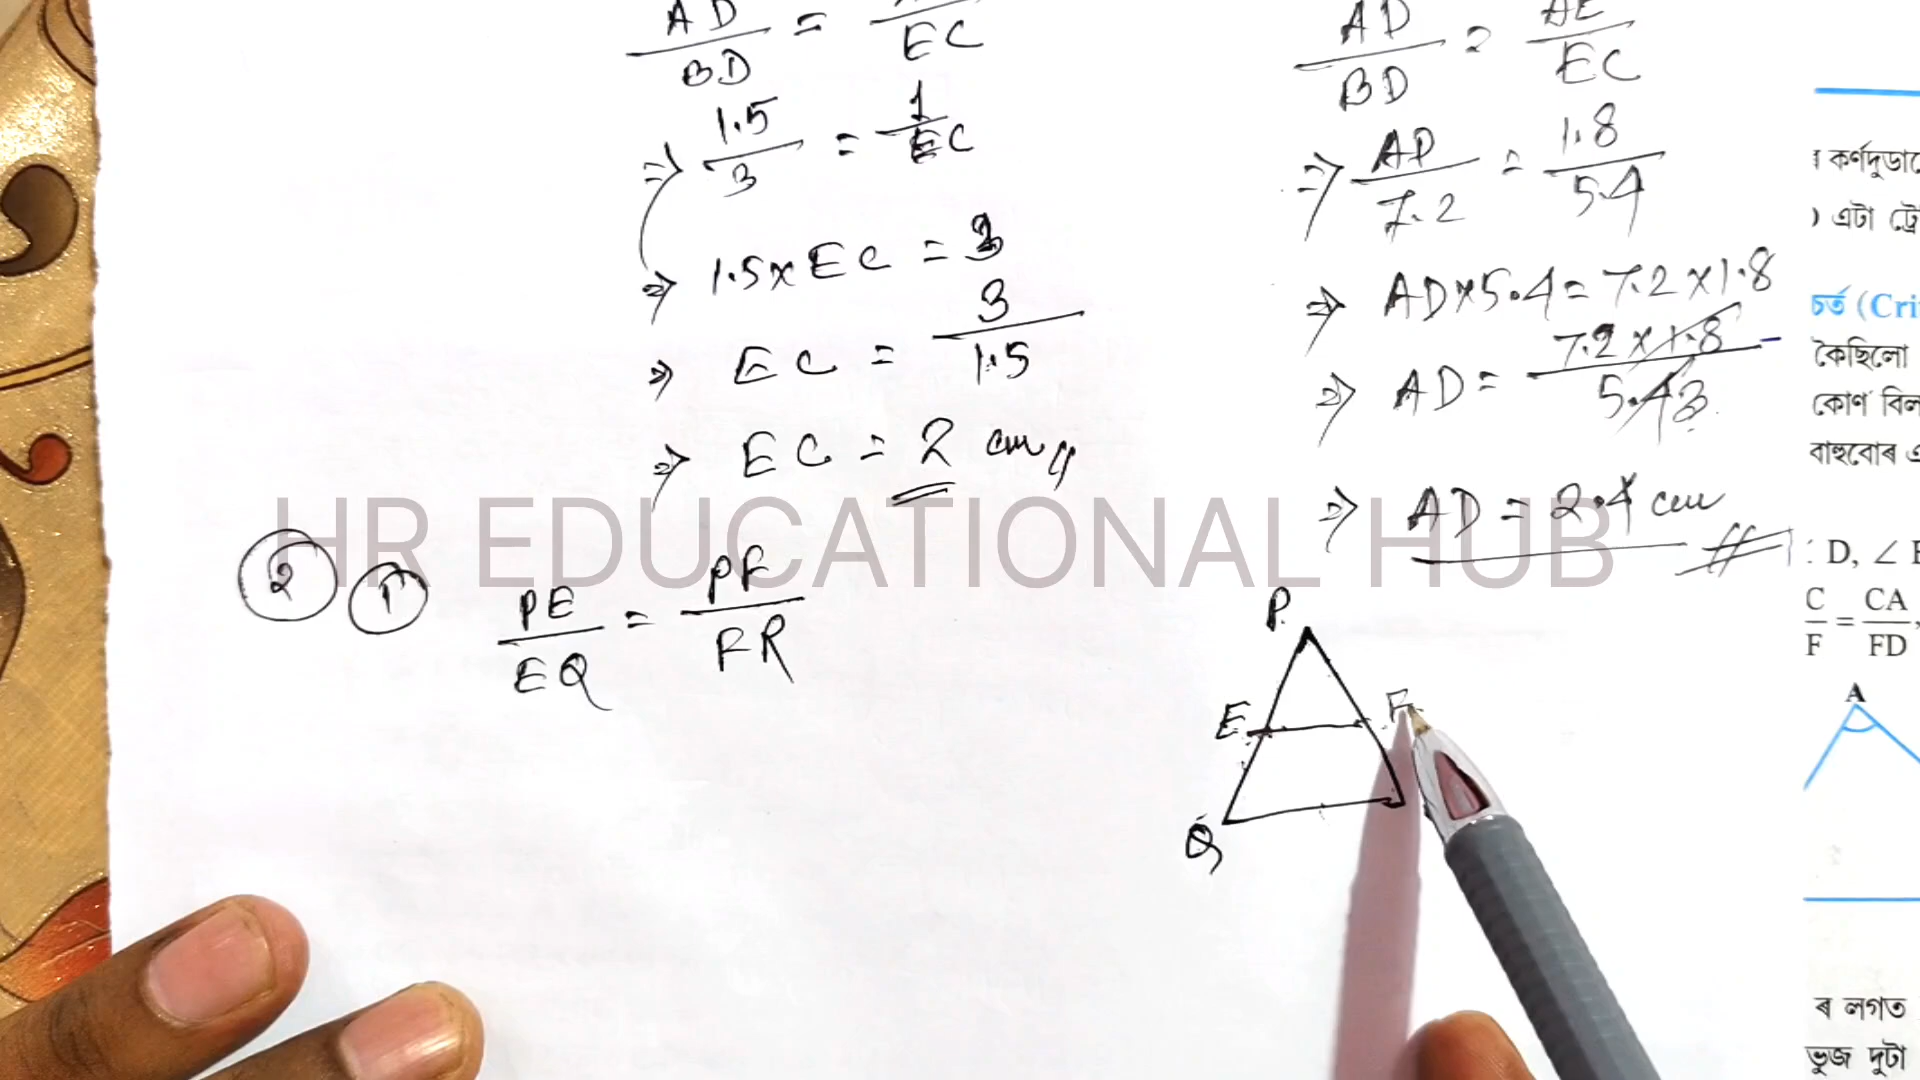 AD/BD = /EC
=> 1.5/3 = 1/EC
=> 1.5 x EC = 3
=> EC = 3/1.5
=> EC = 2 cm
AD/BD = AE/EC
=> AD/7.2 = 1.8/5.4
=> AD x 5.4 = 7.2 x 1.8
=> AD = 7.2 x 1.8/5.4 3
=> AD = 2.4 cm
HR EDUCATIONAL HUB
2 1 PE/EQ = PF/FR
P
E F
Q
) এটা
চৰ্ত (Cri
কৈছিলো
কোণ
বাহুবোৰ
: D, ∠
C/F = CA/FD,
A
ৰ লগত
ভুজ দুটা